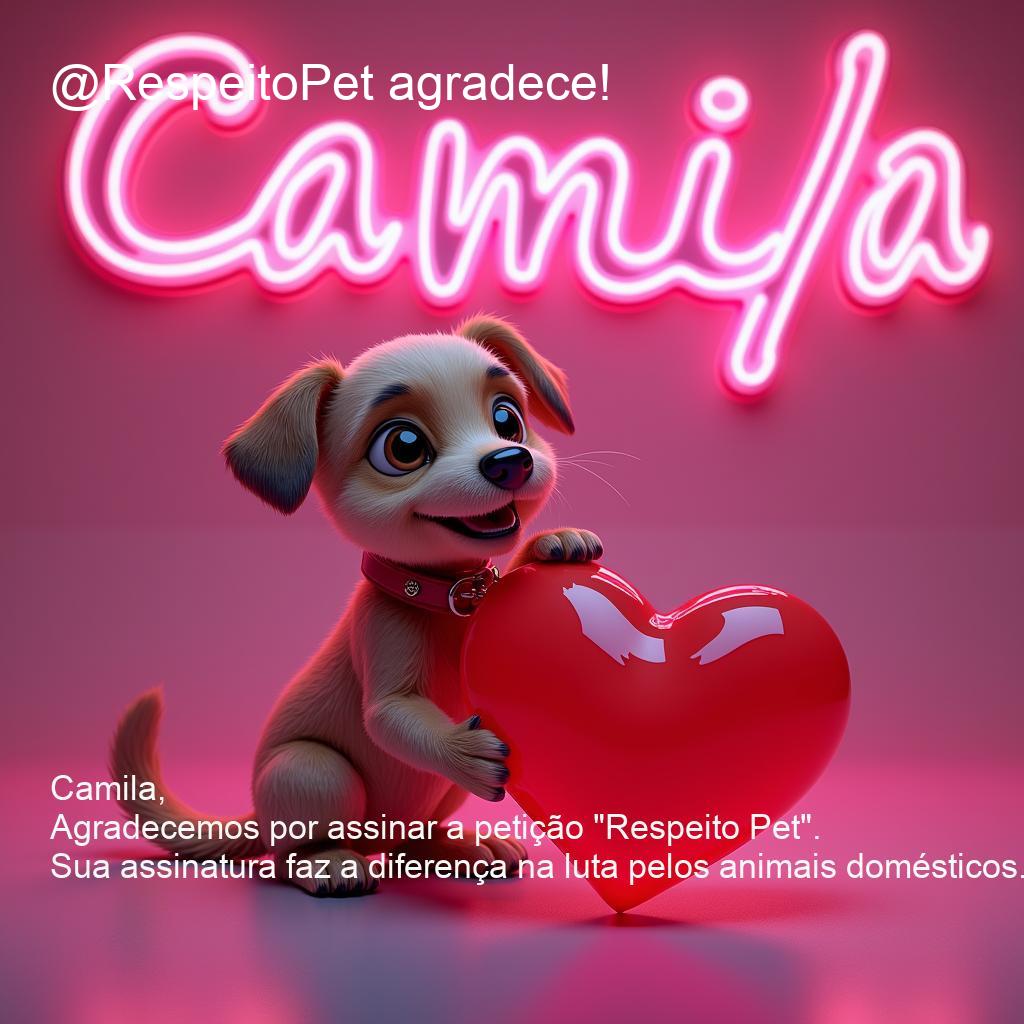 @RespeitoPet agradece!
Camila
Camila,
Agradecemos por assinar a petição "Respeito Pet".
Sua assinatura faz a diferença na luta pelos animais domésticos.